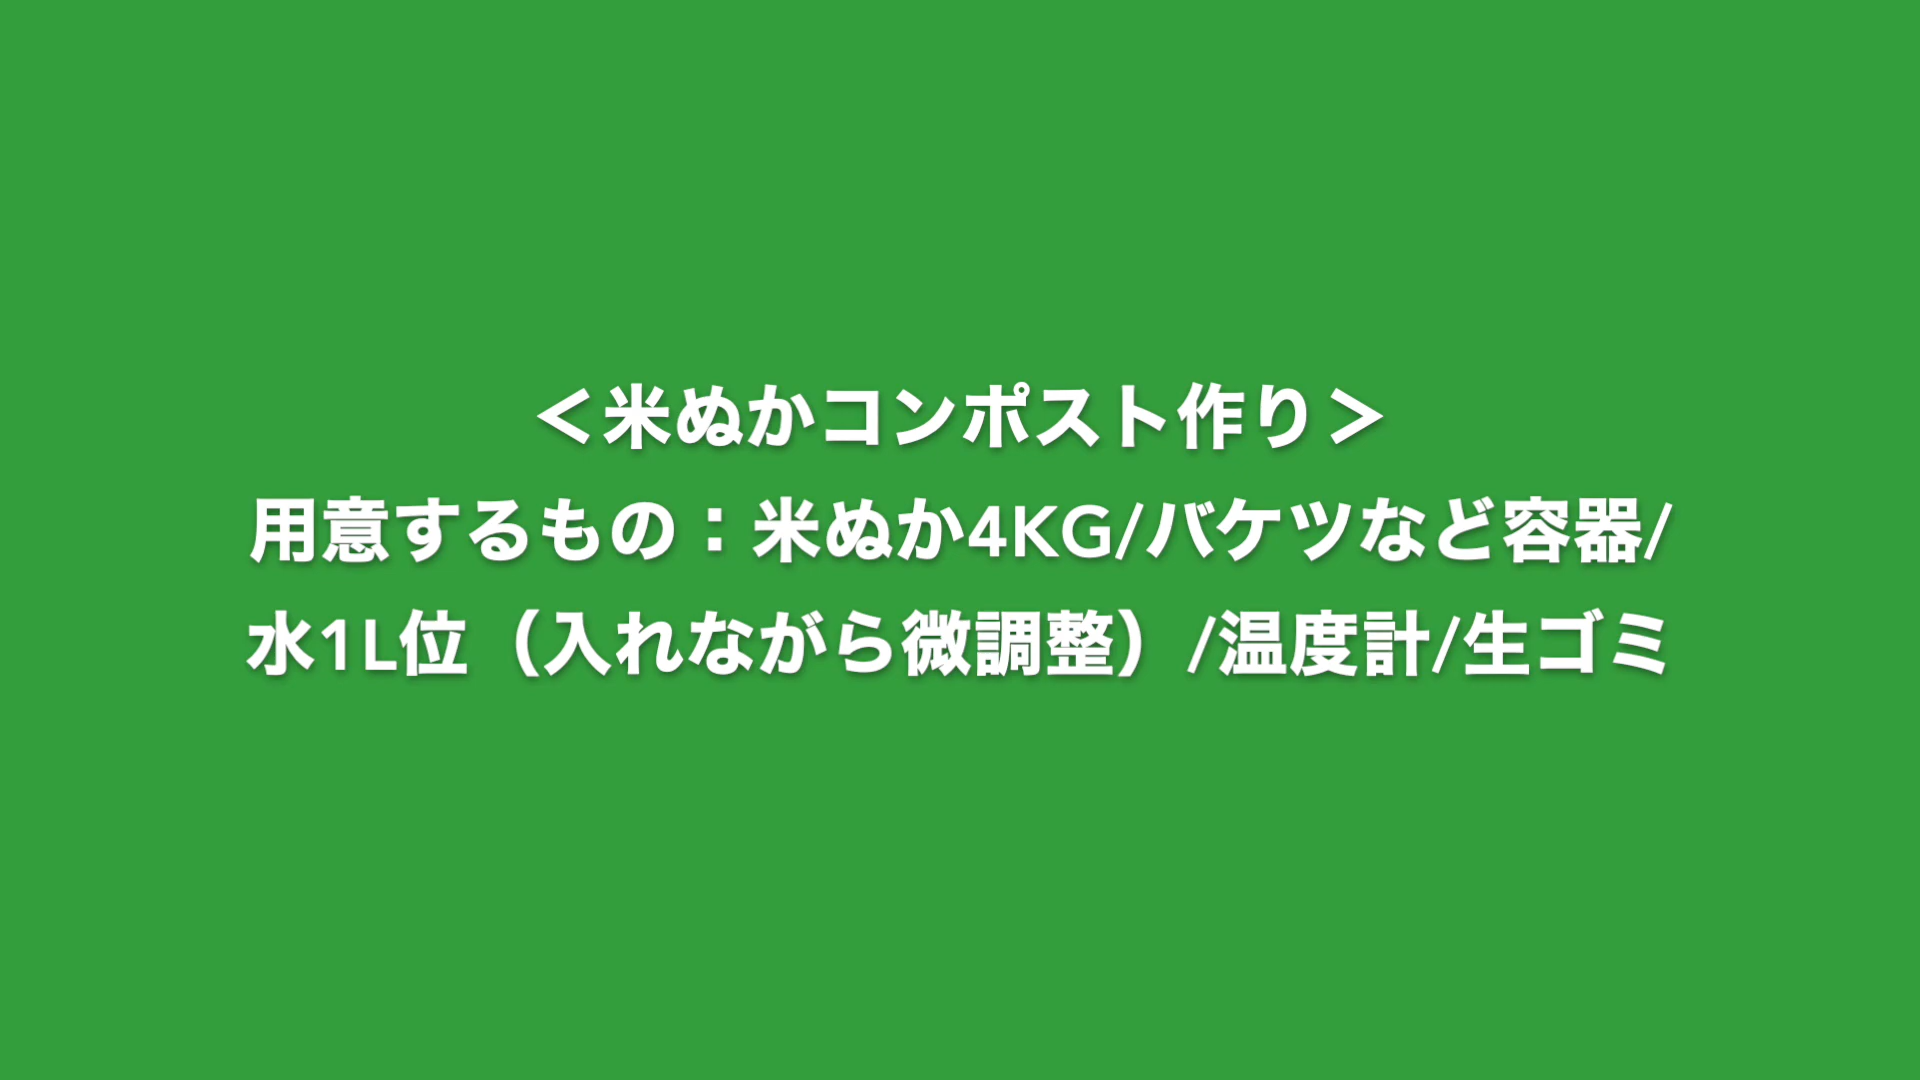 ＜米ぬかコンポスト作り＞
用意するもの：米ぬか4KG/バケツなど容器/
水1L位（入れながら微調整）/温度計/生ゴミ